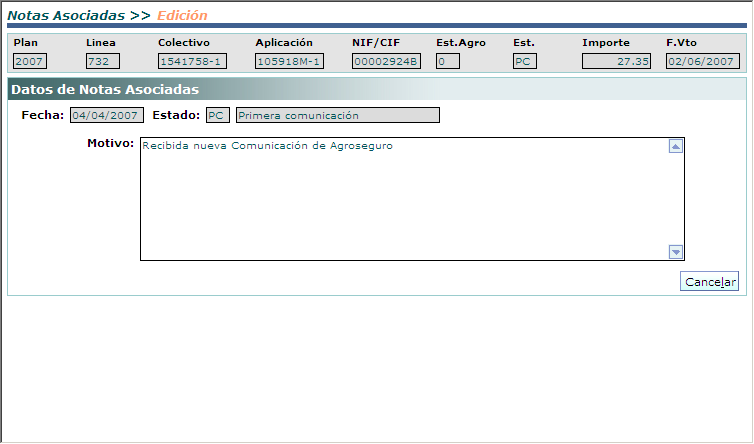 Notas Asociadas >> Edición
Plan Linea Colectivo Aplicación NIF/CIF Est.Agro Est. Importe F.Vto
2007 732 1541758-1 105918M-1 00002924B 0 PC 27.35 02/06/2007
Datos de Notas Asociadas
Fecha: 04/04/2007 Estado: PC Primera comunicación
Motivo: Recibida nueva Comunicación de Agroseguro
Cancelar